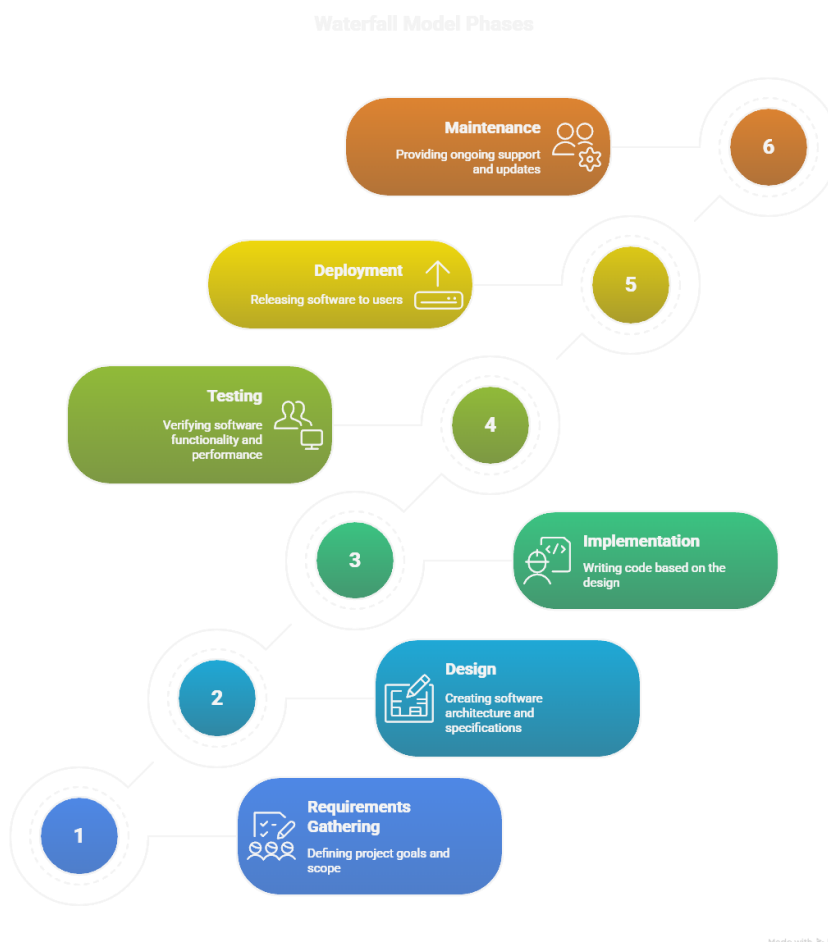 Waterfall Model Phases
Maintenance
Providing ongoing support
and updates
6
Deployment
Releasing software to users
5
Testing
Verifying software
functionality and
performance
4
3
Implementation
Writing code based on the
design
2
Design
Creating software
architecture and
specifications
1
Requirements
Gathering
Defining project goals and
scope
Made with